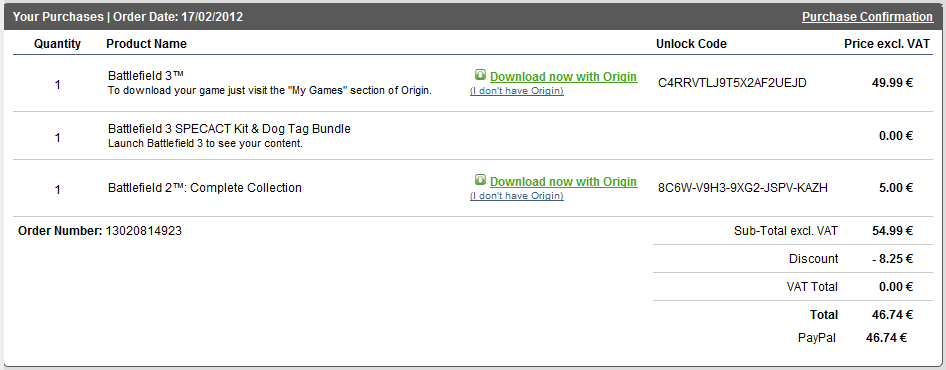 Your Purchases | Order Date: 17/02/2012 Purchase Confirmation
Quantity Product Name Unlock Code Price excl. VAT
1 Battlefield 3™ Download now with Origin C4RRVTLJ9T5X2AF2UEJD 49.99 €
To download your game just visit the "My Games" section of Origin. (I don't have Origin)
1 Battlefield 3 SPECACT Kit & Dog Tag Bundle 0.00 €
Launch Battlefield 3 to see your content.
1 Battlefield 2™: Complete Collection Download now with Origin 8C6W-V9H3-9XG2-JSPV-KAZH 5.00 €
(I don't have Origin)
Order Number: 13020814923 Sub-Total excl. VAT 54.99 €
Discount - 8.25 €
VAT Total 0.00 €
Total 46.74 €
PayPal 46.74 €